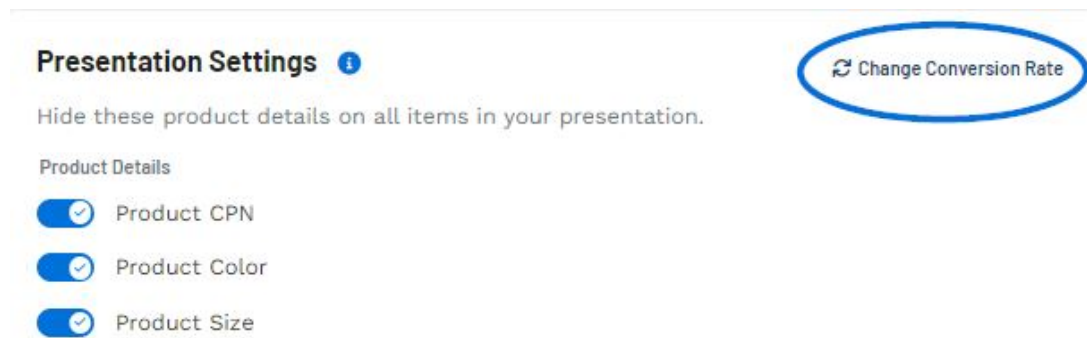 Presentation Settings
Change Conversion Rate
Hide these product details on all items in your presentation.
Product Details
Product CPN
Product Color
Product Size